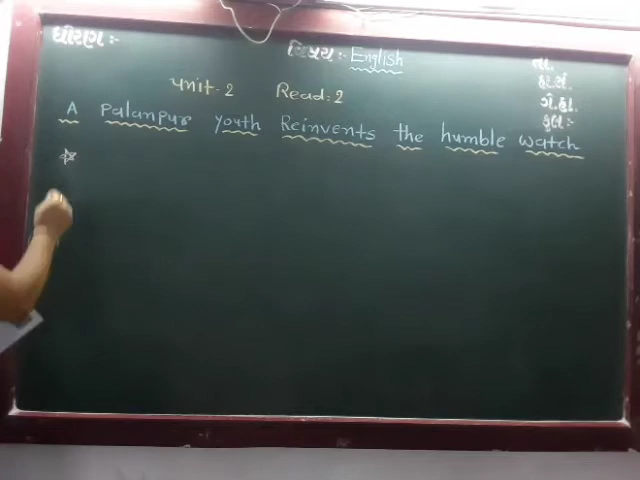 ધોરણ :-
વિષય :- English
તા.
હાસં.
ગે.હા.
કુલ :-
Unit - 2 Read : 2
A Palanpur youth Reinvents the humble watch